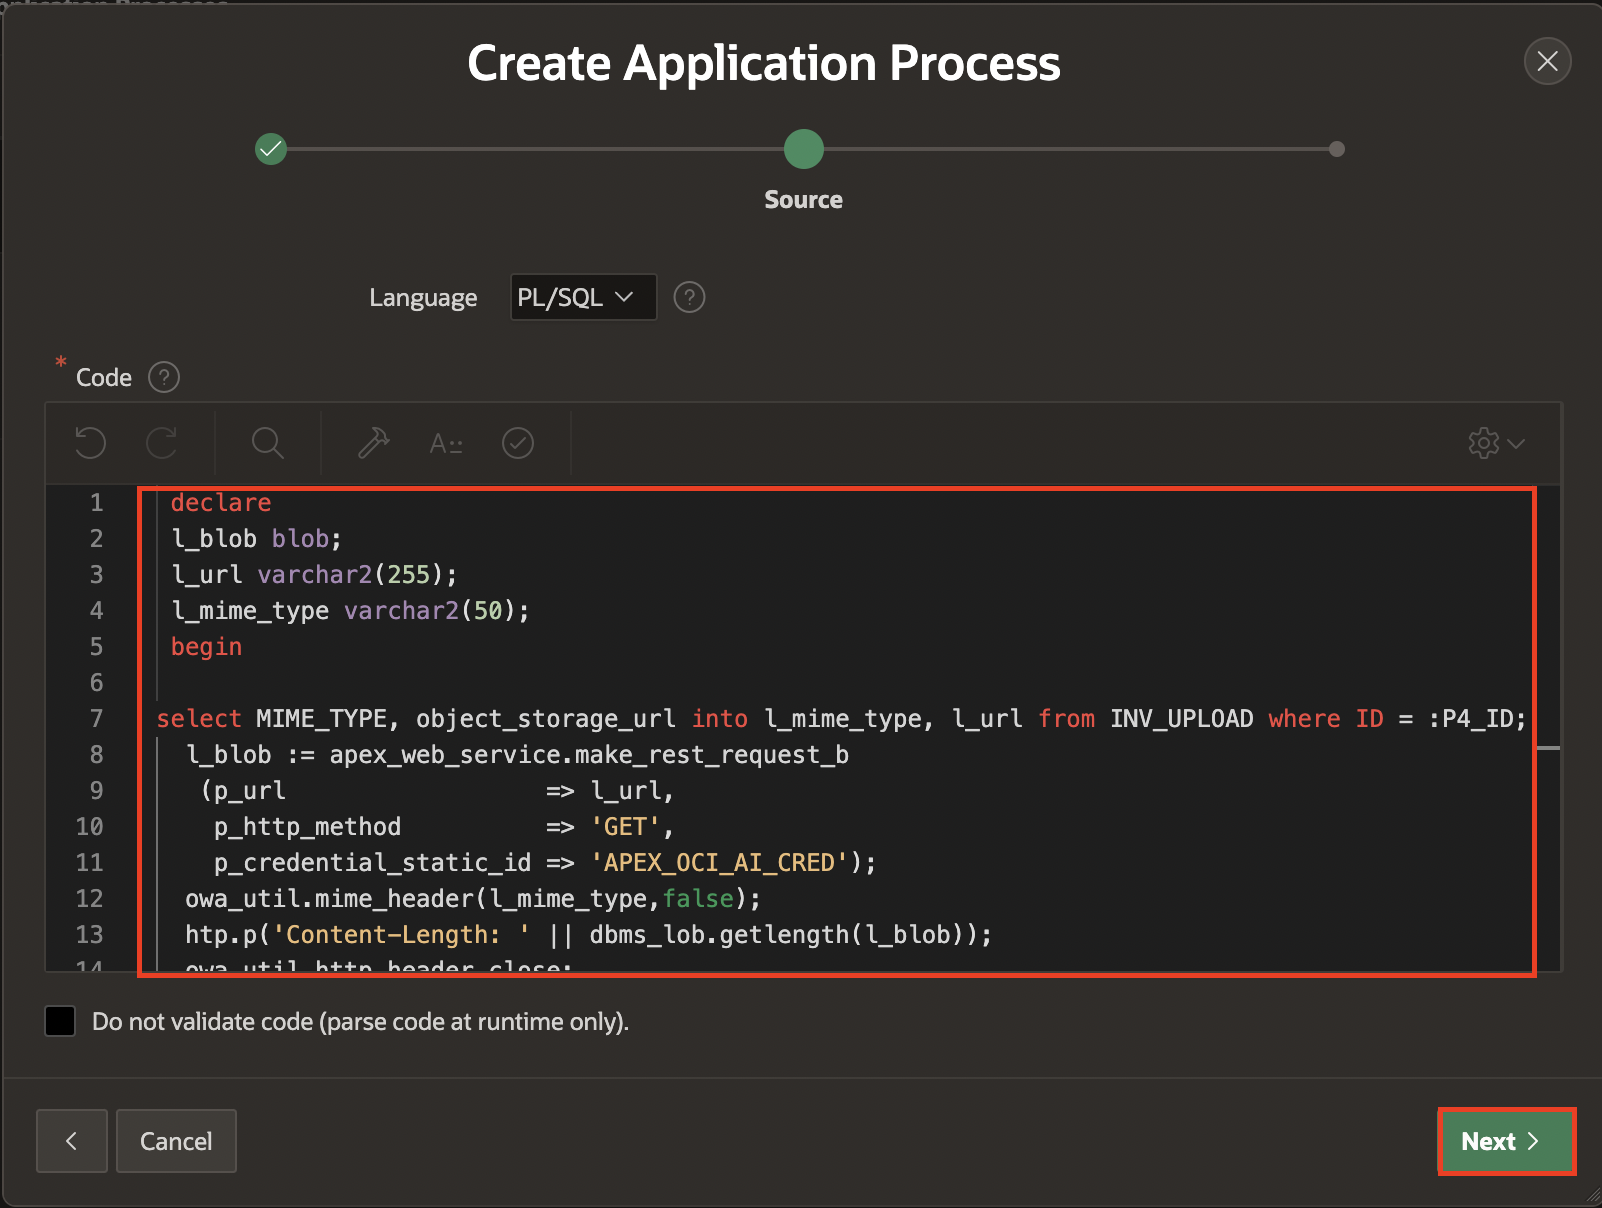 Create Application Process
Source
Language PL/SQL ?
* Code ?
A::
1 declare
2 l_blob blob;
3 l_url varchar2(255);
4 l_mime_type varchar2(50);
5 begin
6
7 select MIME_TYPE, object_storage_url into l_mime_type, l_url from INV_UPLOAD where ID = :P4_ID;
8 l_blob := apex_web_service.make_rest_request_b
9 (p_url => l_url,
10 p_http_method => 'GET',
11 p_credential_static_id => 'APEX_OCI_AI_CRED');
12 owa_util.mime_header(l_mime_type,false);
13 htp.p('Content-Length: ' || dbms_lob.getlength(l_blob));
14 owa_util.http_header_close;
Do not validate code (parse code at runtime only).
Cancel
Next